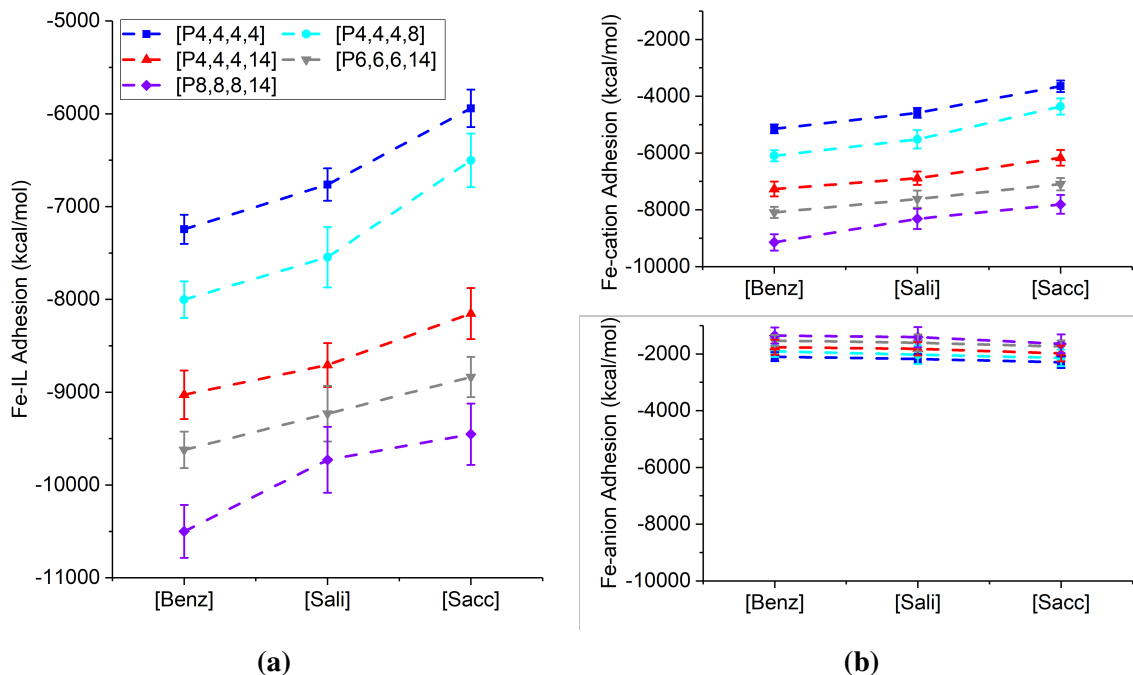 -5000
-6000
-7000
-8000
-9000
-10000
-11000
Fe-IL Adhesion (kcal/mol)
[P4,4,4,4] [P4,4,4,8]
[P4,4,4,14] [P6,6,6,14]
[P8,8,8,14]
[Benz] [Sali] [Sacc]
(a)
-2000
-4000
-6000
-8000
-10000
Fe-cation Adhesion (kcal/mol)
[Benz] [Sali] [Sacc]
-2000
-4000
-6000
-8000
-10000
Fe-anion Adhesion (kcal/mol)
[Benz] [Sali] [Sacc]
(b)